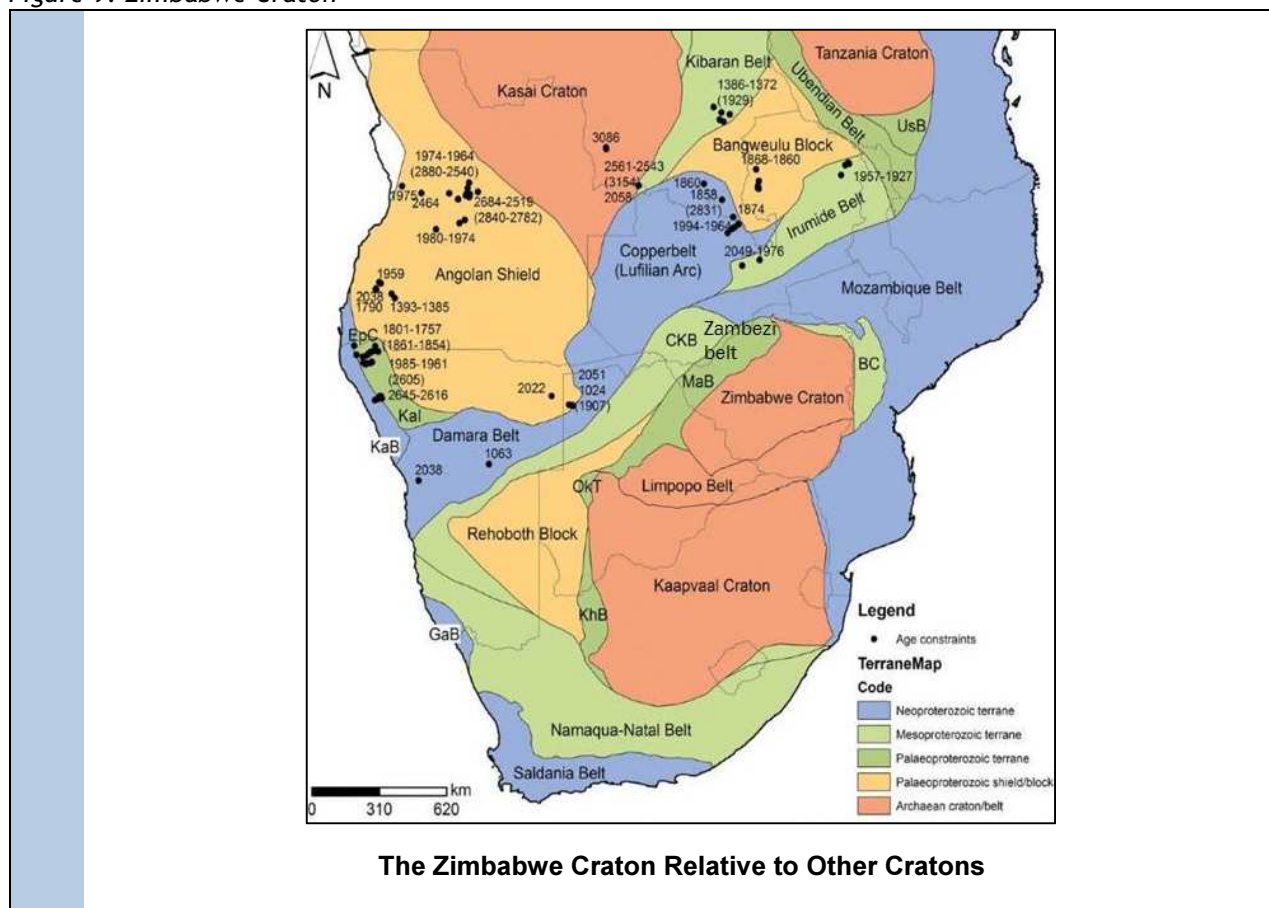 Figure 9: Zimbabwe Craton
N
Kasai Craton
Kibaran Belt
1386-1372
(1929)
Ubendian Belt
Tanzania Craton
UsB
Bangweulu Block
1868-1860
3086
2561-2543
(3154)
2058
1860
1858
(2831)
1874
1994-1964
1957-1927
Irumide Belt
2049-1976
1974-1964
(2880-2540)
1975
2464
2684-2519
(2840-2782)
1980-1974
Angolan Shield
Copperbelt
(Lufilian Arc)
Mozambique Belt
1959
2038
1790
1393-1385
EpC
1801-1757
(1861-1854)
1985-1961
(2605)
2645-2616
KaI
CKB
Zambezi
belt
MaB
BC
Zimbabwe Craton
2022
2051
1024
(1907)
KaB
Damara Belt
1063
2038
OkT
Limpopo Belt
Rehoboth Block
Kaapvaal Craton
KhB
GaB
Namaqua-Natal Belt
Saldania Belt
km
0 310 620
Legend
Age constraints
TerraneMap
Code
Neoproterozoic terrane
Mesoproterozoic terrane
Palaeoproterozoic terrane
Palaeoproterozoic shield/block
Archaean craton/belt
The Zimbabwe Craton Relative to Other Cratons